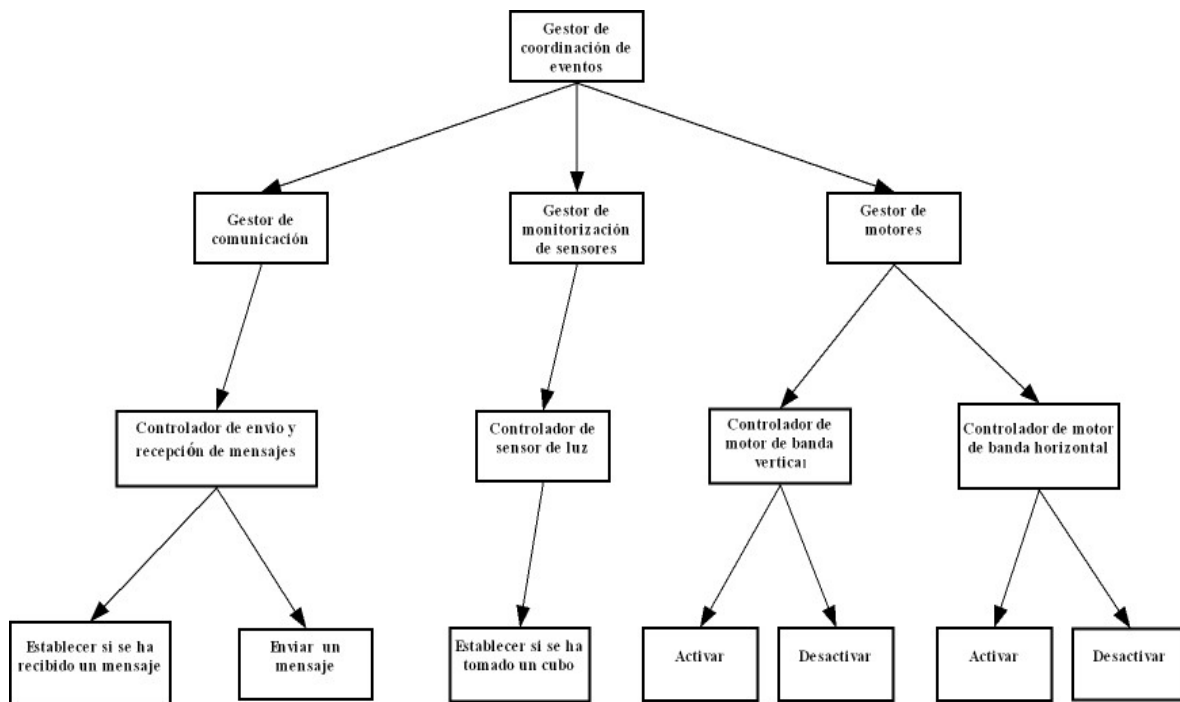 Gestor de
coordinación de
eventos
Gestor de
comunicación
Gestor de
monitorización
de sensores
Gestor de
motores
Controlador de envio y
recepción de mensajes
Controlador de
sensor de luz
Controlador de
motor de banda
vertical
Controlador de motor
de banda horizontal
Establecer si se ha
recibido un mensaje
Enviar un
mensaje
Establecer si se ha
tomado un cubo
Activar
Desactivar
Activar
Desactivar